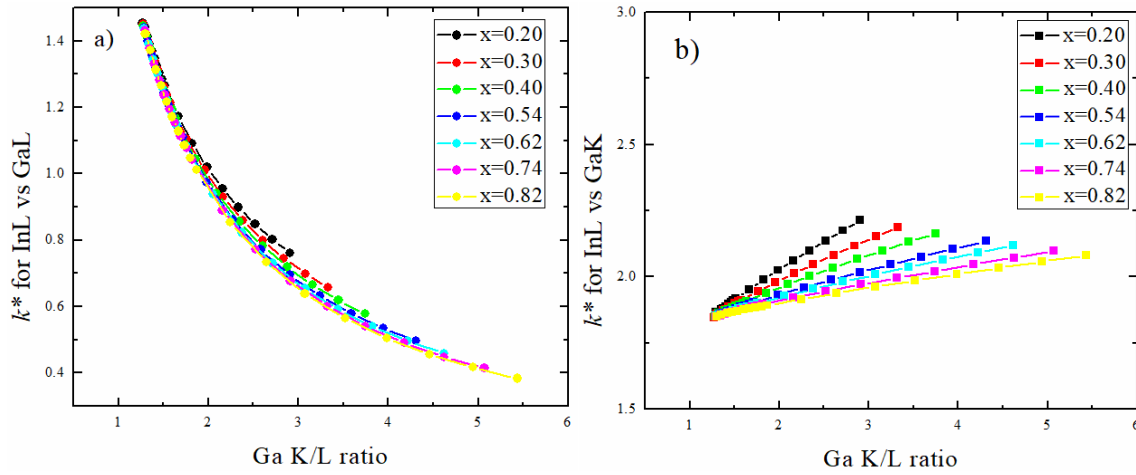 a)
k* for InL vs GaL
1.4
1.2
1.0
0.8
0.6
0.4
1 2 3 4 5 6
Ga K/L ratio
x=0.20
x=0.30
x=0.40
x=0.54
x=0.62
x=0.74
x=0.82
b)
k* for InL vs GaK
3.0
2.5
2.0
1.5
1 2 3 4 5 6
Ga K/L ratio
x=0.20
x=0.30
x=0.40
x=0.54
x=0.62
x=0.74
x=0.82